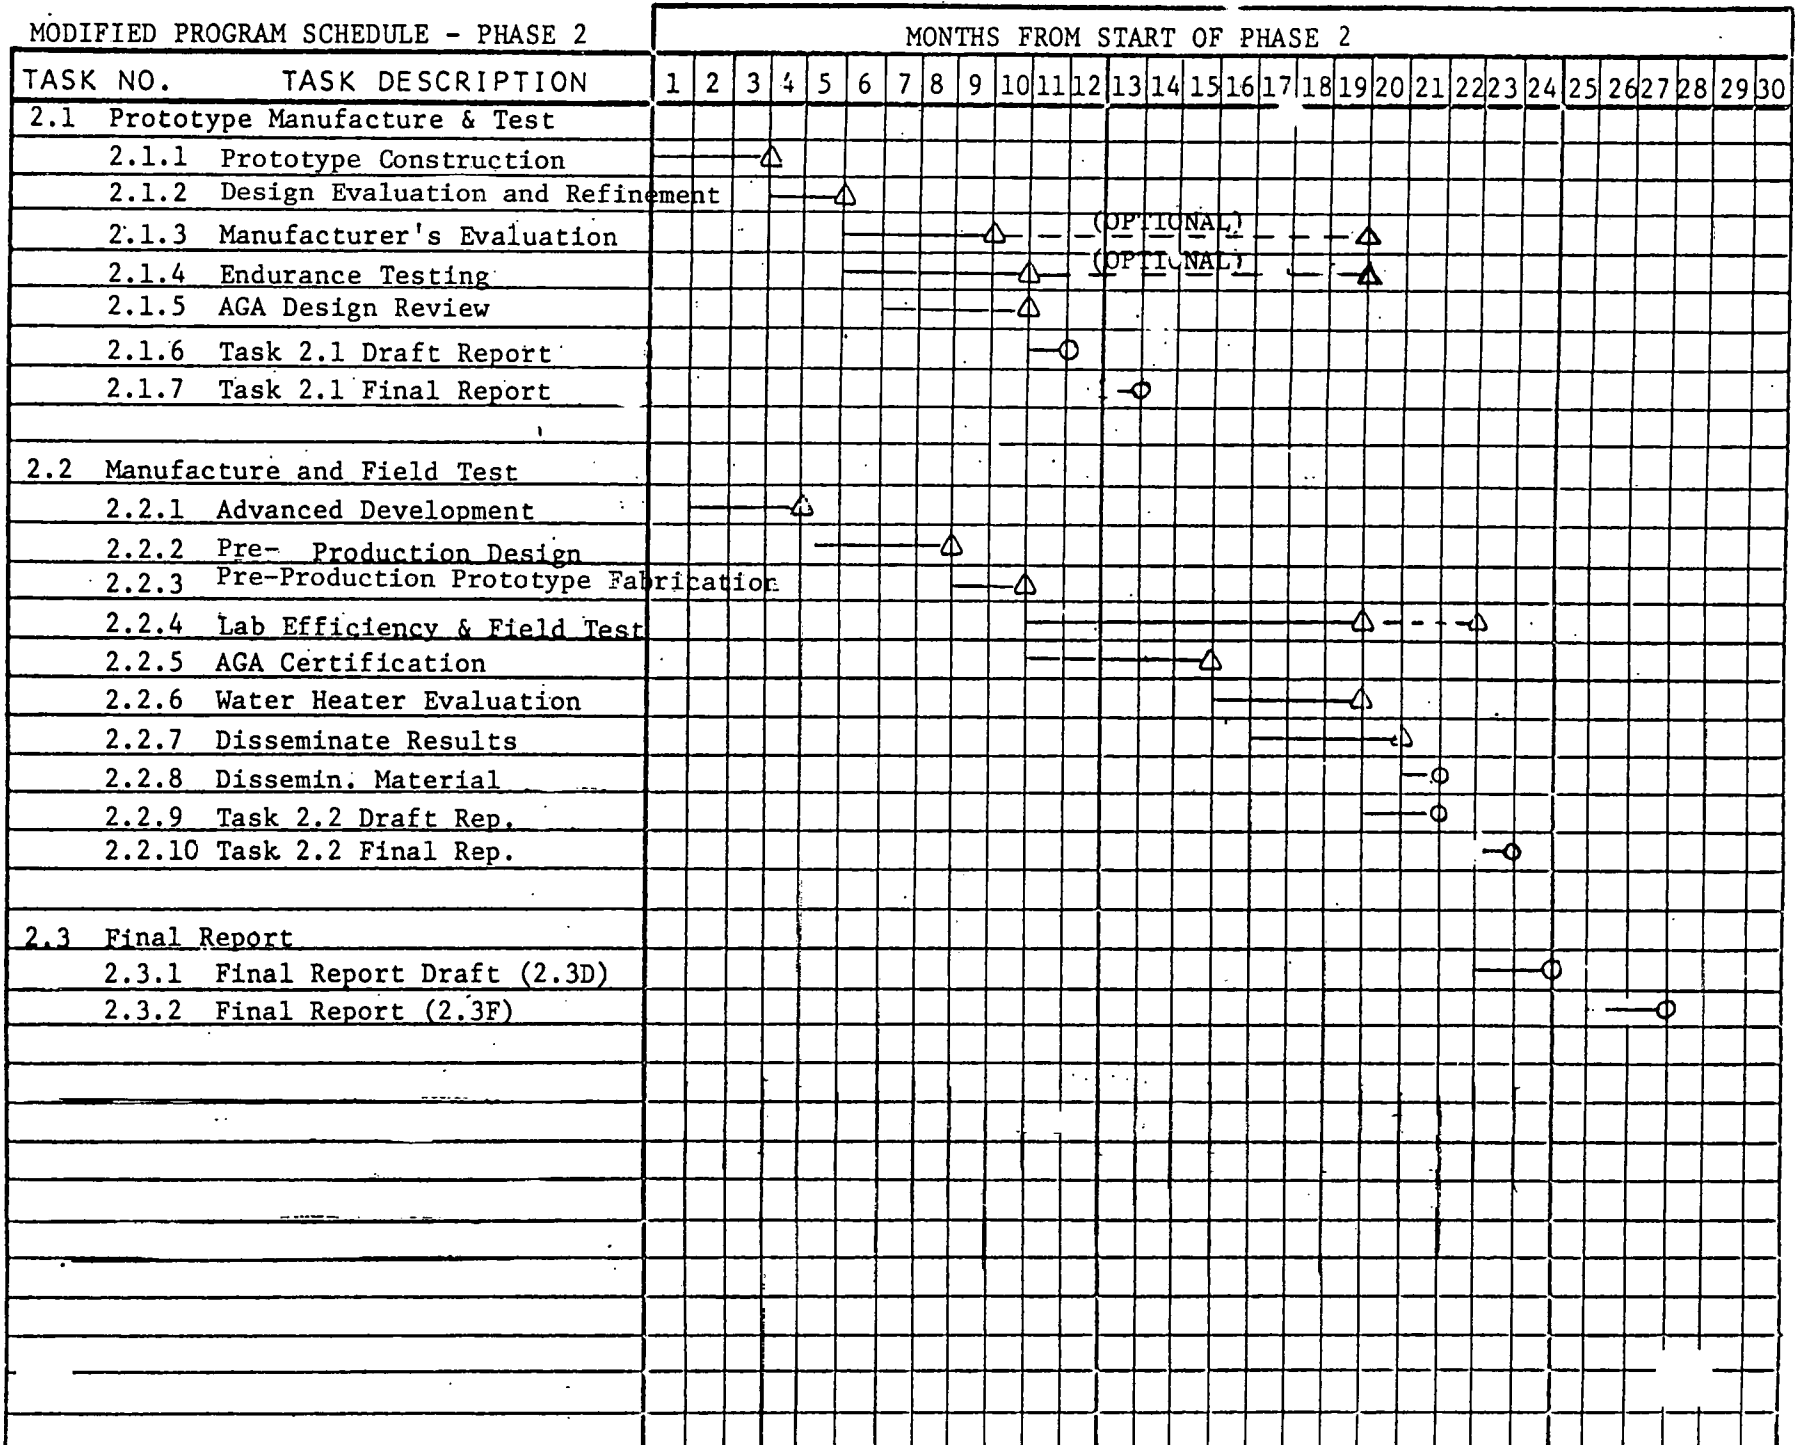 MODIFIED PROGRAM SCHEDULE - PHASE 2
MONTHS FROM START OF PHASE 2
TASK NO. TASK DESCRIPTION 1 2 3 4 5 6 7 8 9 10 11 12 13 14 15 16 17 18 19 20 21 22 23 24 25 26 27 28 29 30
2.1 Prototype Manufacture & Test
2.1.1 Prototype Construction
2.1.2 Design Evaluation and Refinement
2.1.3 Manufacturer's Evaluation (OPTIONAL)
2.1.4 Endurance Testing (OPTIONAL)
2.1.5 AGA Design Review
2.1.6 Task 2.1 Draft Report
2.1.7 Task 2.1 Final Report
2.2 Manufacture and Field Test
2.2.1 Advanced Development
2.2.2 Pre- Production Design
2.2.3 Pre-Production Prototype Fabrication
2.2.4 Lab Efficiency & Field Test
2.2.5 AGA Certification
2.2.6 Water Heater Evaluation
2.2.7 Disseminate Results
2.2.8 Dissemin. Material
2.2.9 Task 2.2 Draft Rep.
2.2.10 Task 2.2 Final Rep.
2.3 Final Report
2.3.1 Final Report Draft (2.3D)
2.3.2 Final Report (2.3F)